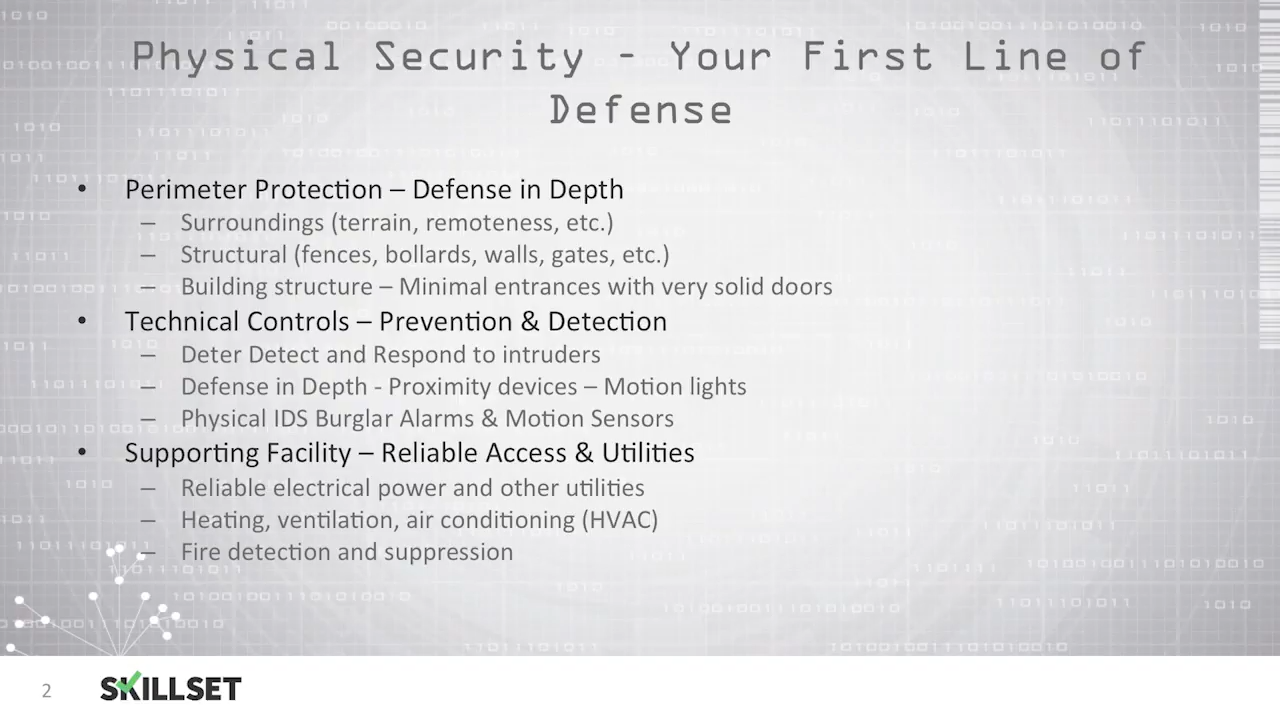 Physical Security - Your First Line of
Defense
• Perimeter Protection – Defense in Depth
– Surroundings (terrain, remoteness, etc.)
– Structural (fences, bollards, walls, gates, etc.)
– Building structure – Minimal entrances with very solid doors
• Technical Controls – Prevention & Detection
– Deter Detect and Respond to intruders
– Defense in Depth - Proximity devices – Motion lights
– Physical IDS Burglar Alarms & Motion Sensors
• Supporting Facility – Reliable Access & Utilities
– Reliable electrical power and other utilities
– Heating, ventilation, air conditioning (HVAC)
– Fire detection and suppression
2
SKILLSET